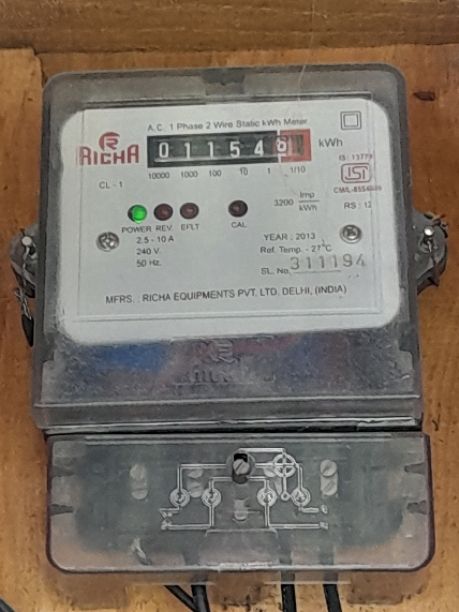 A.C. 1 Phase 2 Wire Static kWh Meter
RICHA
0 1 1 5 4 kWh
10000 1000 100 10 1 1/10
IS: 13779
ISI
CL - 1
3200 Imp/kWh
RS : 12
POWER REV. EFLT CAL
2.5 - 10 A
240 V.
50 Hz.
YEARː 2013
Ref. Temp. - 27°C
SL. No. 311194
MFRS. : RICHA EQUIPMENTS PVT. LTD. DELHI, (INDIA)